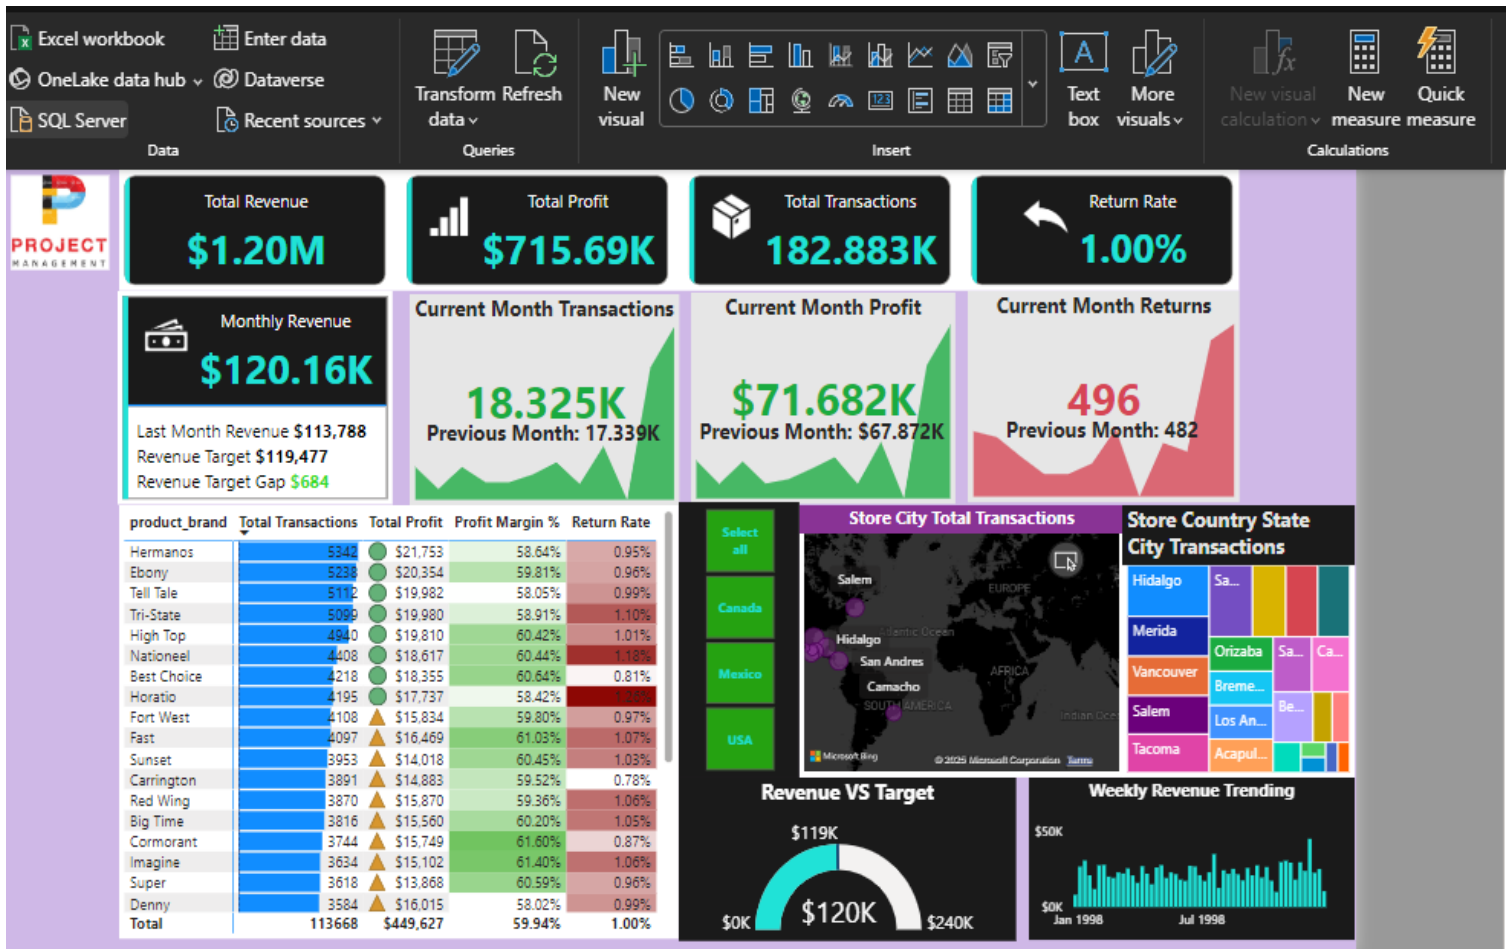 Excel workbook
Enter data
OneLake data hub
Dataverse
SQL Server
Recent sources
Data
Transform data
Refresh
Queries
New visual
Insert
Text box
More visuals
New visual calculation
New measure
Quick measure
Calculations
PROJECT
MANAGEMENT
Total Revenue
$1.20M
Total Profit
$715.69K
Total Transactions
182.883K
Return Rate
1.00%
Monthly Revenue
$120.16K
Last Month Revenue $113,788
Revenue Target $119,477
Revenue Target Gap $684
Current Month Transactions
18.325K
Previous Month: 17.339K
Current Month Profit
$71.682K
Previous Month: $67.872K
Current Month Returns
496
Previous Month: 482
product_brand Total Transactions Total Profit Profit Margin % Return Rate
Hermanos 5342 $21,753 58.64% 0.95%
Ebony 5238 $20,354 59.81% 0.96%
Tell Tale 5112 $19,982 58.05% 0.99%
Tri-State 5099 $19,980 58.91% 1.10%
High Top 4940 $19,810 60.42% 1.01%
Nationeel 4408 $18,617 60.44% 1.18%
Best Choice 4218 $18,355 60.64% 0.81%
Horatio 4195 $17,737 58.42%
Fort West 4108 $15,834 59.80% 0.97%
Fast 4097 $16,469 61.03% 1.07%
Sunset 3953 $14,018 60.45% 1.03%
Carrington 3891 $14,883 59.52% 0.78%
Red Wing 3870 $15,870 59.36% 1.06%
Big Time 3816 $15,560 60.20% 1.05%
Cormorant 3744 $15,749 61.60% 0.87%
Imagine 3634 $15,102 61.40% 1.06%
Super 3618 $13,868 60.59% 0.96%
Denny 3584 $16,015 58.02% 0.99%
Total 113668 $449,627 59.94% 1.00%
Select all
Canada
Mexico
USA
Store City Total Transactions
Salem
EUROPE
Atlantic Ocean
Hidalgo
San Andres
AFRICA
Camacho
SOUTH AMERICA
Indian Oce
Microsoft Bing
© 2025 Microsoft Corporation Terms
Store Country State
City Transactions
Hidalgo
Sa...
Merida
Orizaba
Sa...
Ca...
Vancouver
Breme...
Salem
Los An...
Be...
Tacoma
Acapul...
Revenue VS Target
$119K
$120K
$0K
$240K
Weekly Revenue Trending
$50K
$0K
Jan 1998
Jul 1998